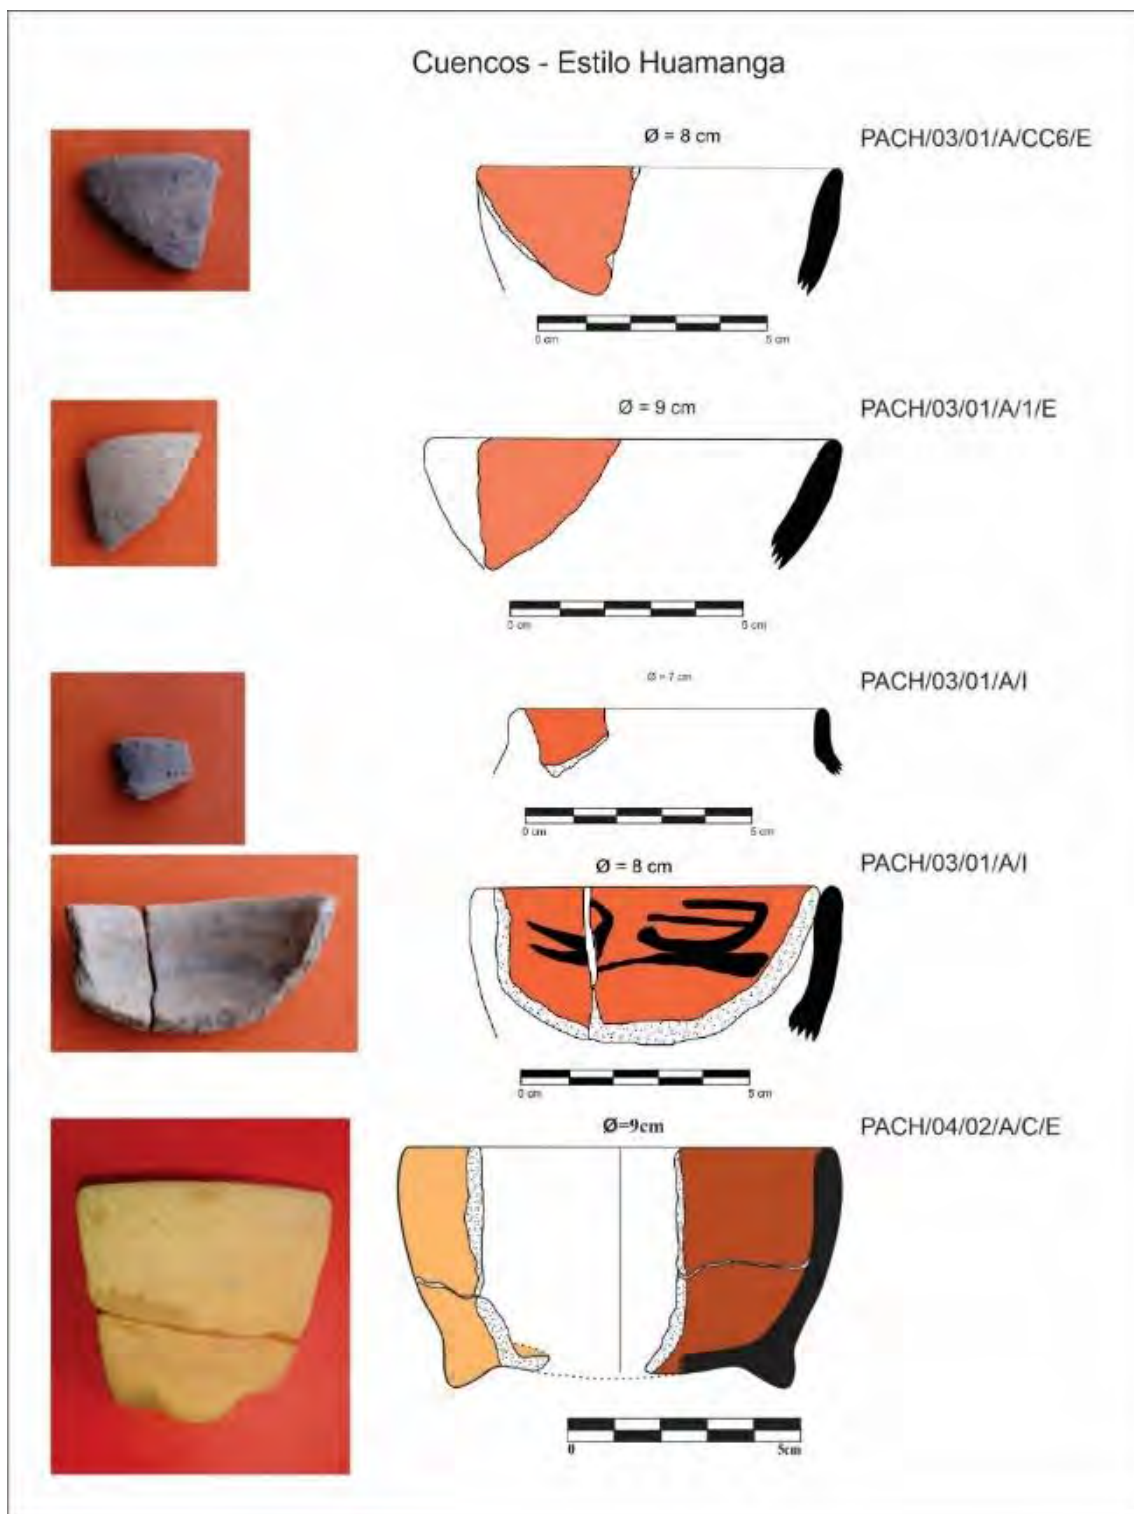 Cuencos - Estilo Huamanga
Ø = 8 cm
PACH/03/01/A/CC6/E
0 cm
5 cm
Ø = 9 cm
PACH/03/01/A/1/E
0 cm
5 cm
Ø = 7 cm
PACH/03/01/A/I
0 cm
5 cm
Ø = 8 cm
PACH/03/01/A/I
0 cm
5 cm
Ø=9cm
PACH/04/02/A/C/E
0
5cm